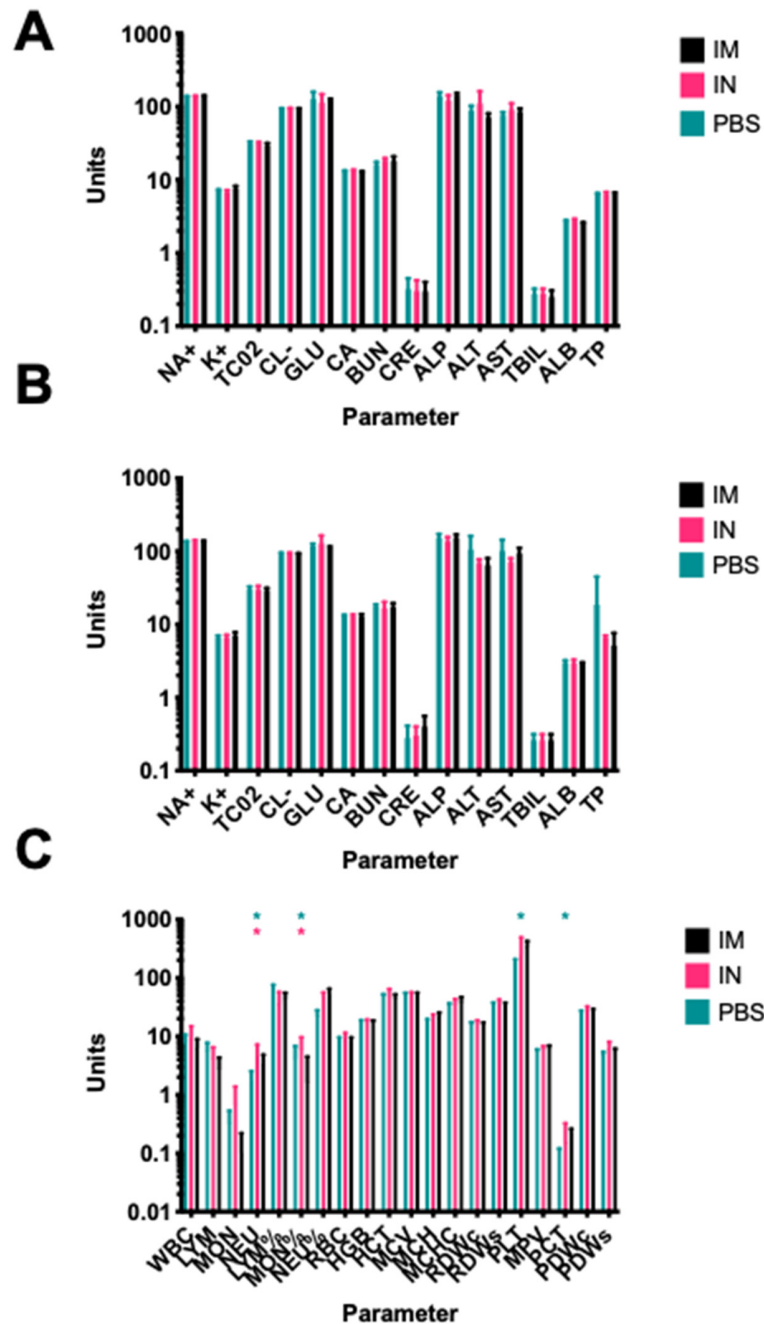 A
1000
100
10
1
0.1
Units
NA+
K+
TC02
CL-
GLU
CA
BUN
CRE
ALP
ALT
AST
TBIL
ALB
TP
Parameter
IM
IN
PBS
B
1000
100
10
1
0.1
Units
NA+
K+
TC02
CL-
GLU
CA
BUN
CRE
ALP
ALT
AST
TBIL
ALB
TP
Parameter
IM
IN
PBS
C
1000
100
10
1
0.1
0.01
Units
* * * *
* *
WBC
LYM
MON
NEU
LYM%
MON%
NEU%
RBC
HGB
HCT
MCV
MCH
MCHC
RDWc
RDWs
PLT
MPV
PCT
PDWc
PDWs
Parameter
IM
IN
PBS